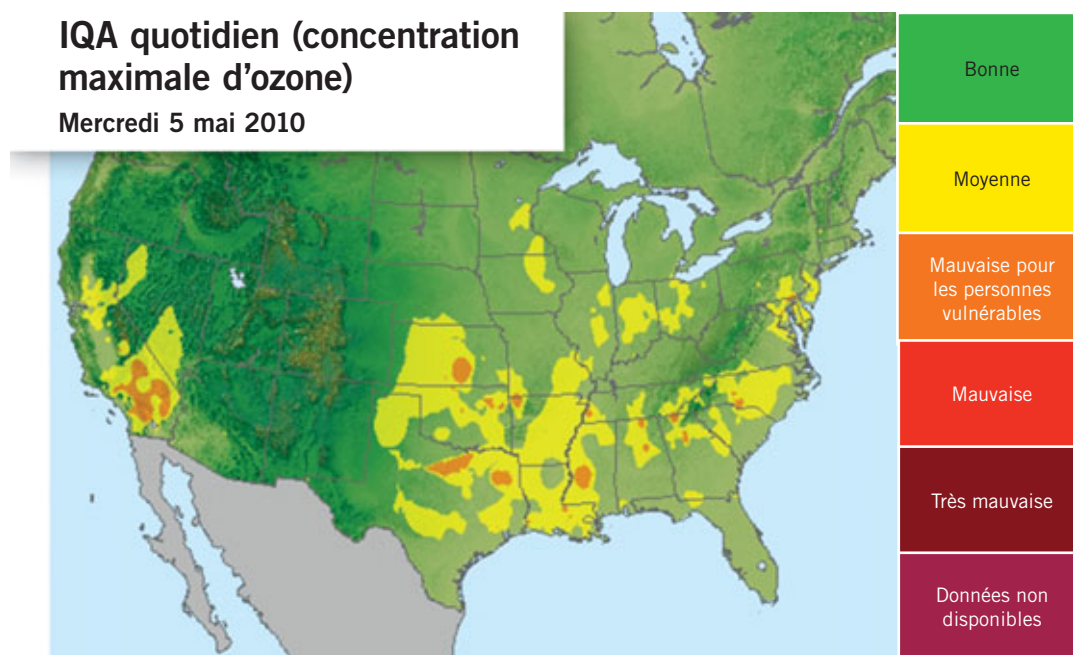 IQA quotidien (concentration
maximale d’ozone)
Mercredi 5 mai 2010
Bonne
Moyenne
Mauvaise pour
les personnes
vulnérables
Mauvaise
Très mauvaise
Données non
disponibles